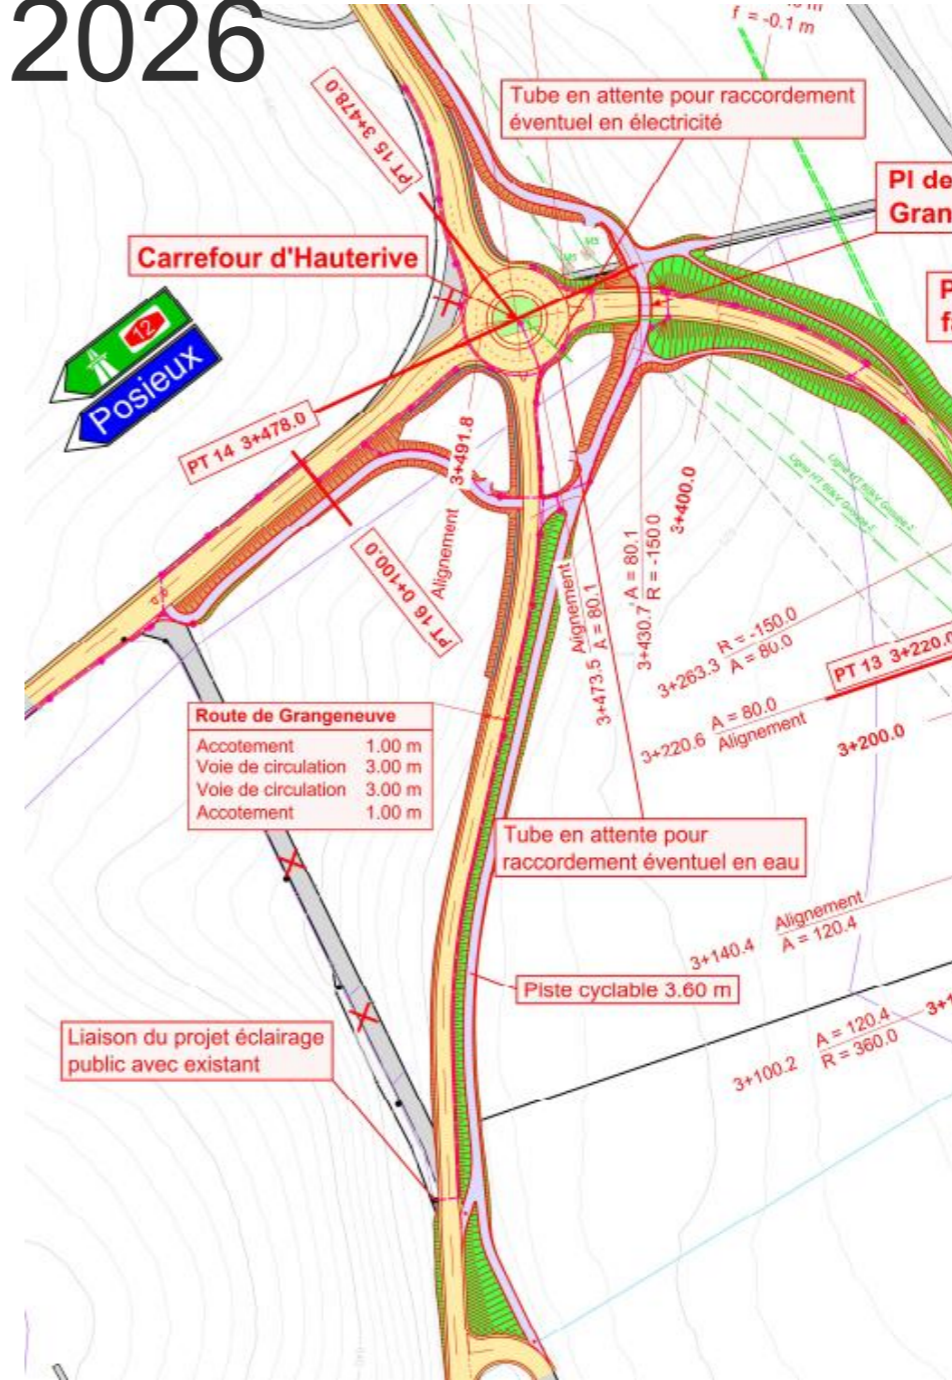 2026
f = -0.1 m
PT 15 3+478.0
Tube en attente pour raccordement
éventuel en électricité
PI de
Gran
Carrefour d'Hauterive
P
f
12
Posieux
PT 14 3+478.0
3+491.8
Alignement
PT 16 0+100.0
3+400.0
A = 80.1
3+430.7
R = -150.0
Alignement
3+473.5
A = 80.1
R = -150.0
3+263.3
A = 80.0
PT 13 3+220.0
A = 80.0
3+220.6
Alignement
3+200.0
Route de Grangeneuve
Accotement 1.00 m
Voie de circulation 3.00 m
Voie de circulation 3.00 m
Accotement 1.00 m
Tube en attente pour
raccordement éventuel en eau
Alignement
3+140.4
A = 120.4
Piste cyclable 3.60 m
Liaison du projet éclairage
public avec existant
A = 120.4
3+100.2
R = 360.0
3+1